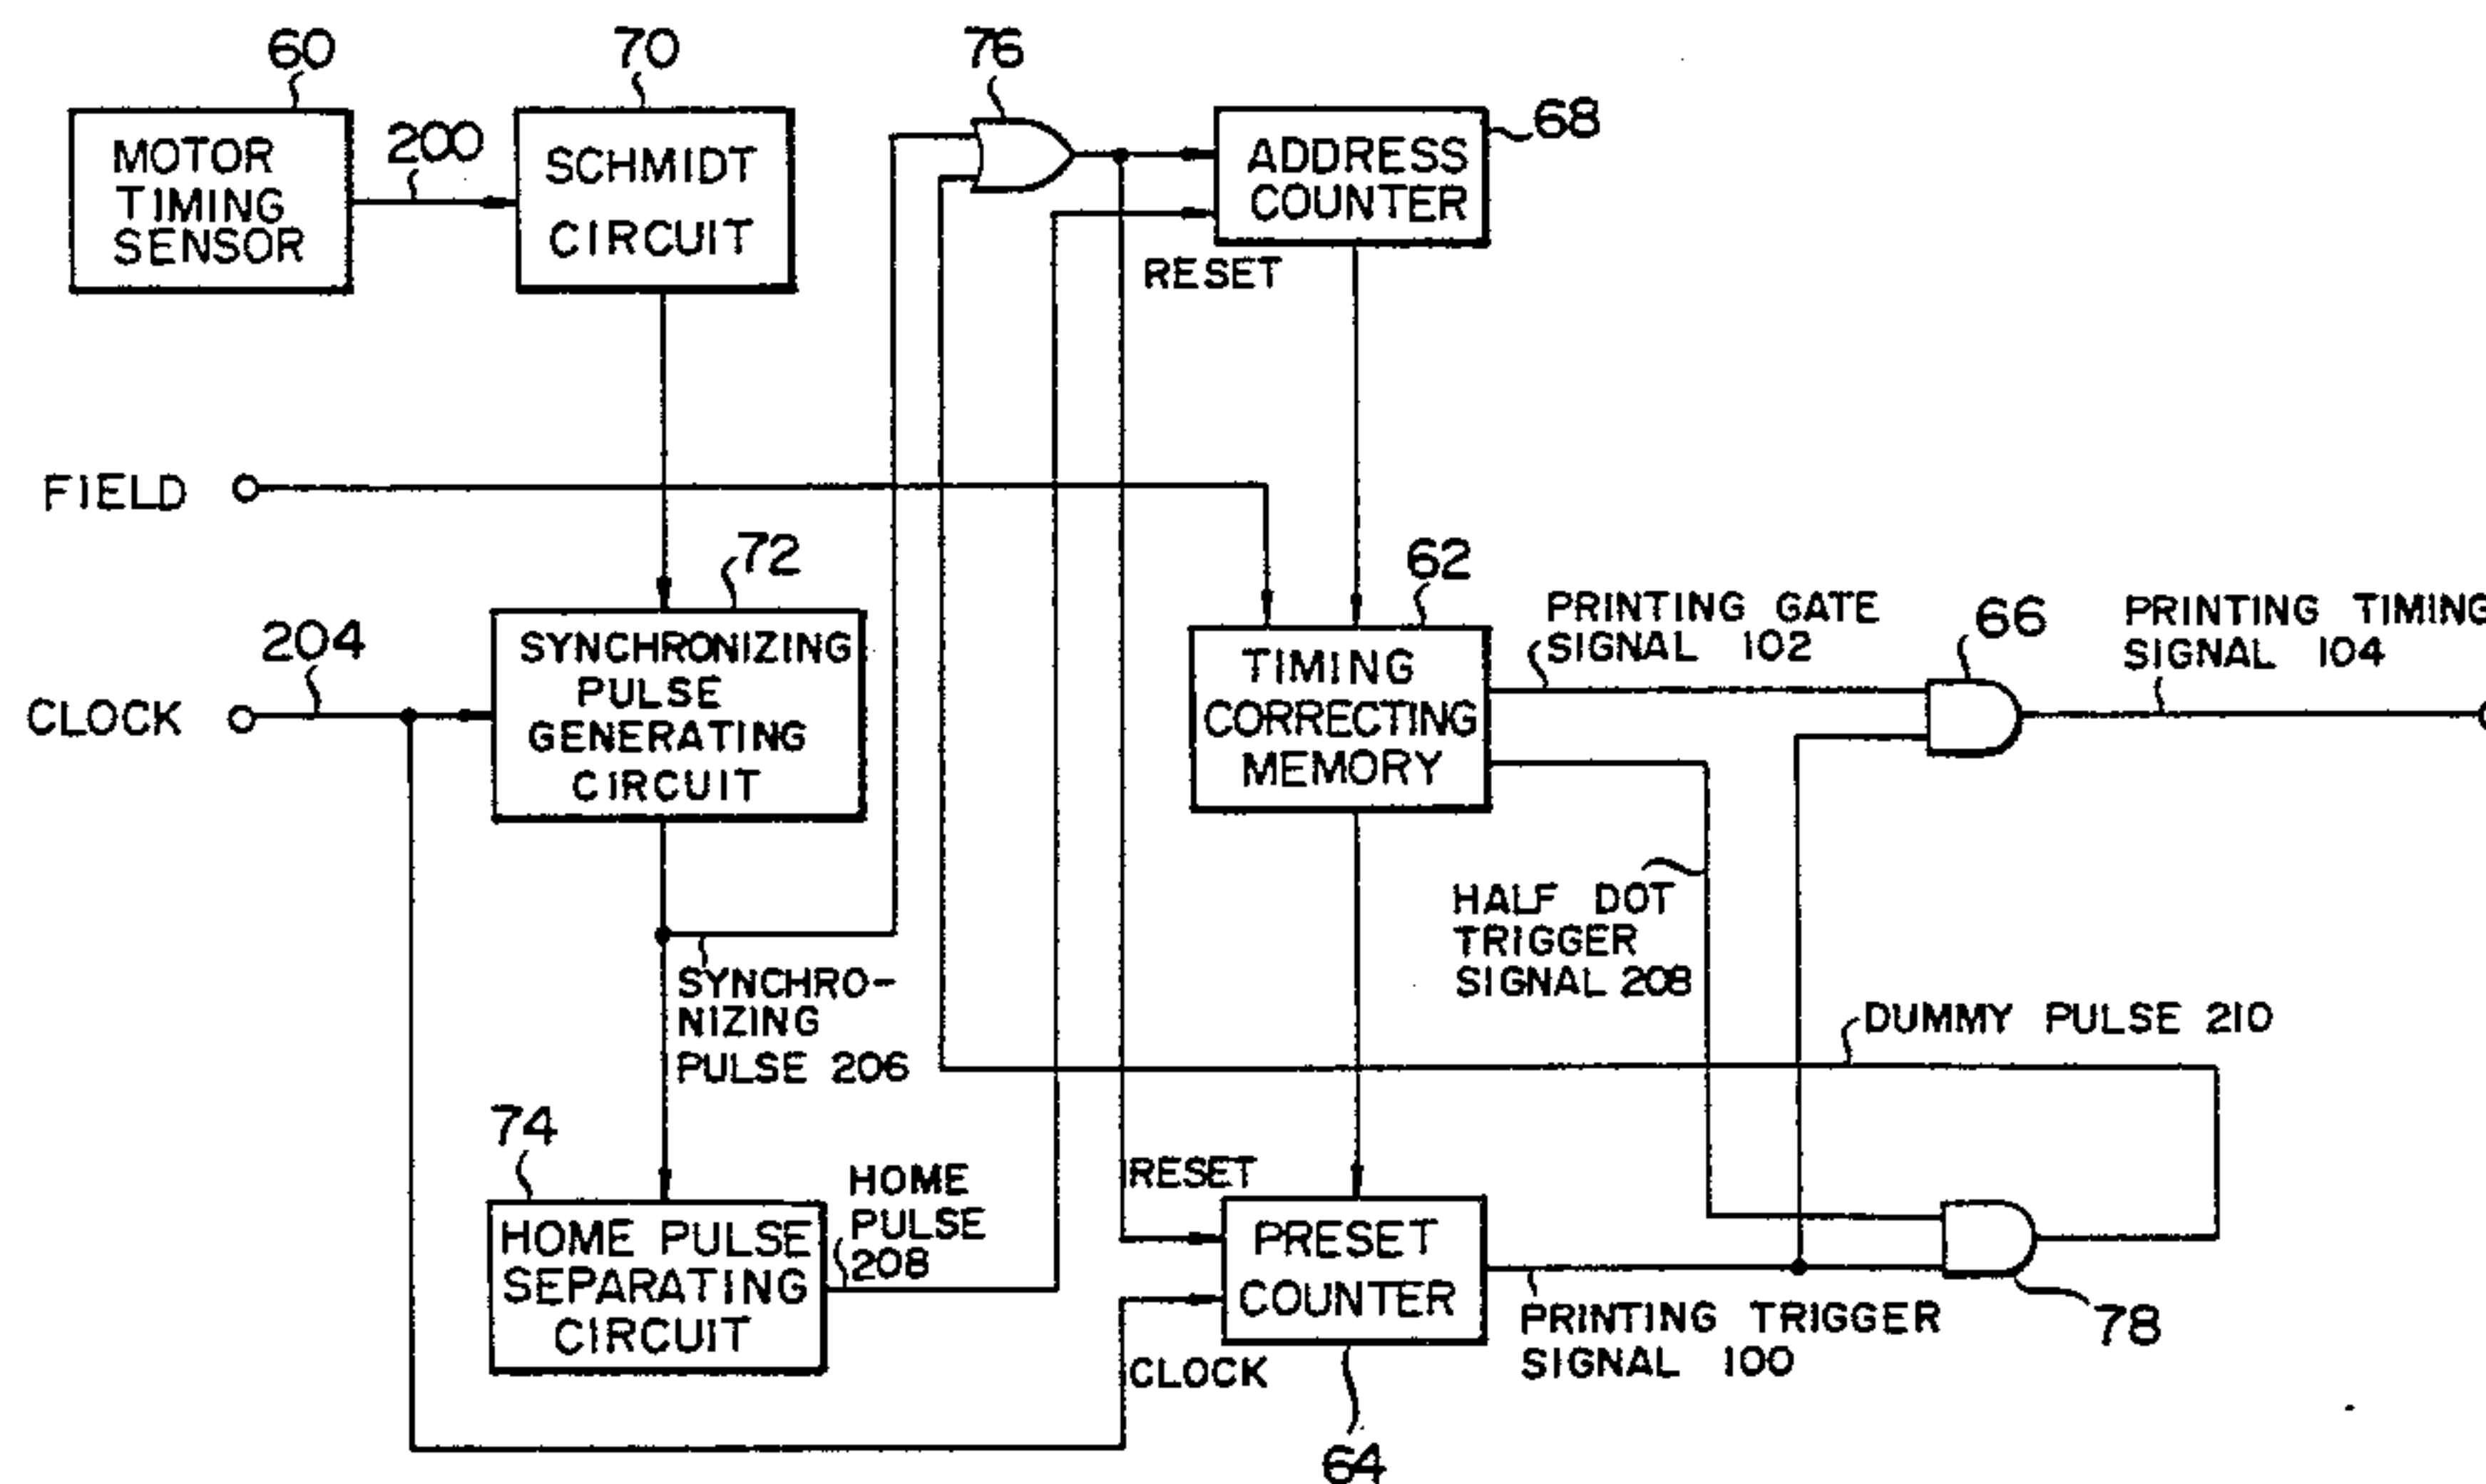 60
70
76
68
MOTOR
TIMING
SENSOR
200
SCHMIDT
CIRCUIT
ADDRESS
COUNTER
RESET
FIELD
72
62
CLOCK
204
SYNCHRONIZING
PULSE
GENERATING
CIRCUIT
TIMING
CORRECTING
MEMORY
PRINTING GATE
SIGNAL 102
66
PRINTING TIMING
SIGNAL 104
HALF DOT
TRIGGER
SIGNAL 208
SYNCHRO-
NIZING
PULSE 206
DUMMY PULSE 210
74
HOME PULSE
SEPARATING
CIRCUIT
HOME
PULSE
208
RESET
PRESET
COUNTER
CLOCK
64
PRINTING TRIGGER
SIGNAL 100
78